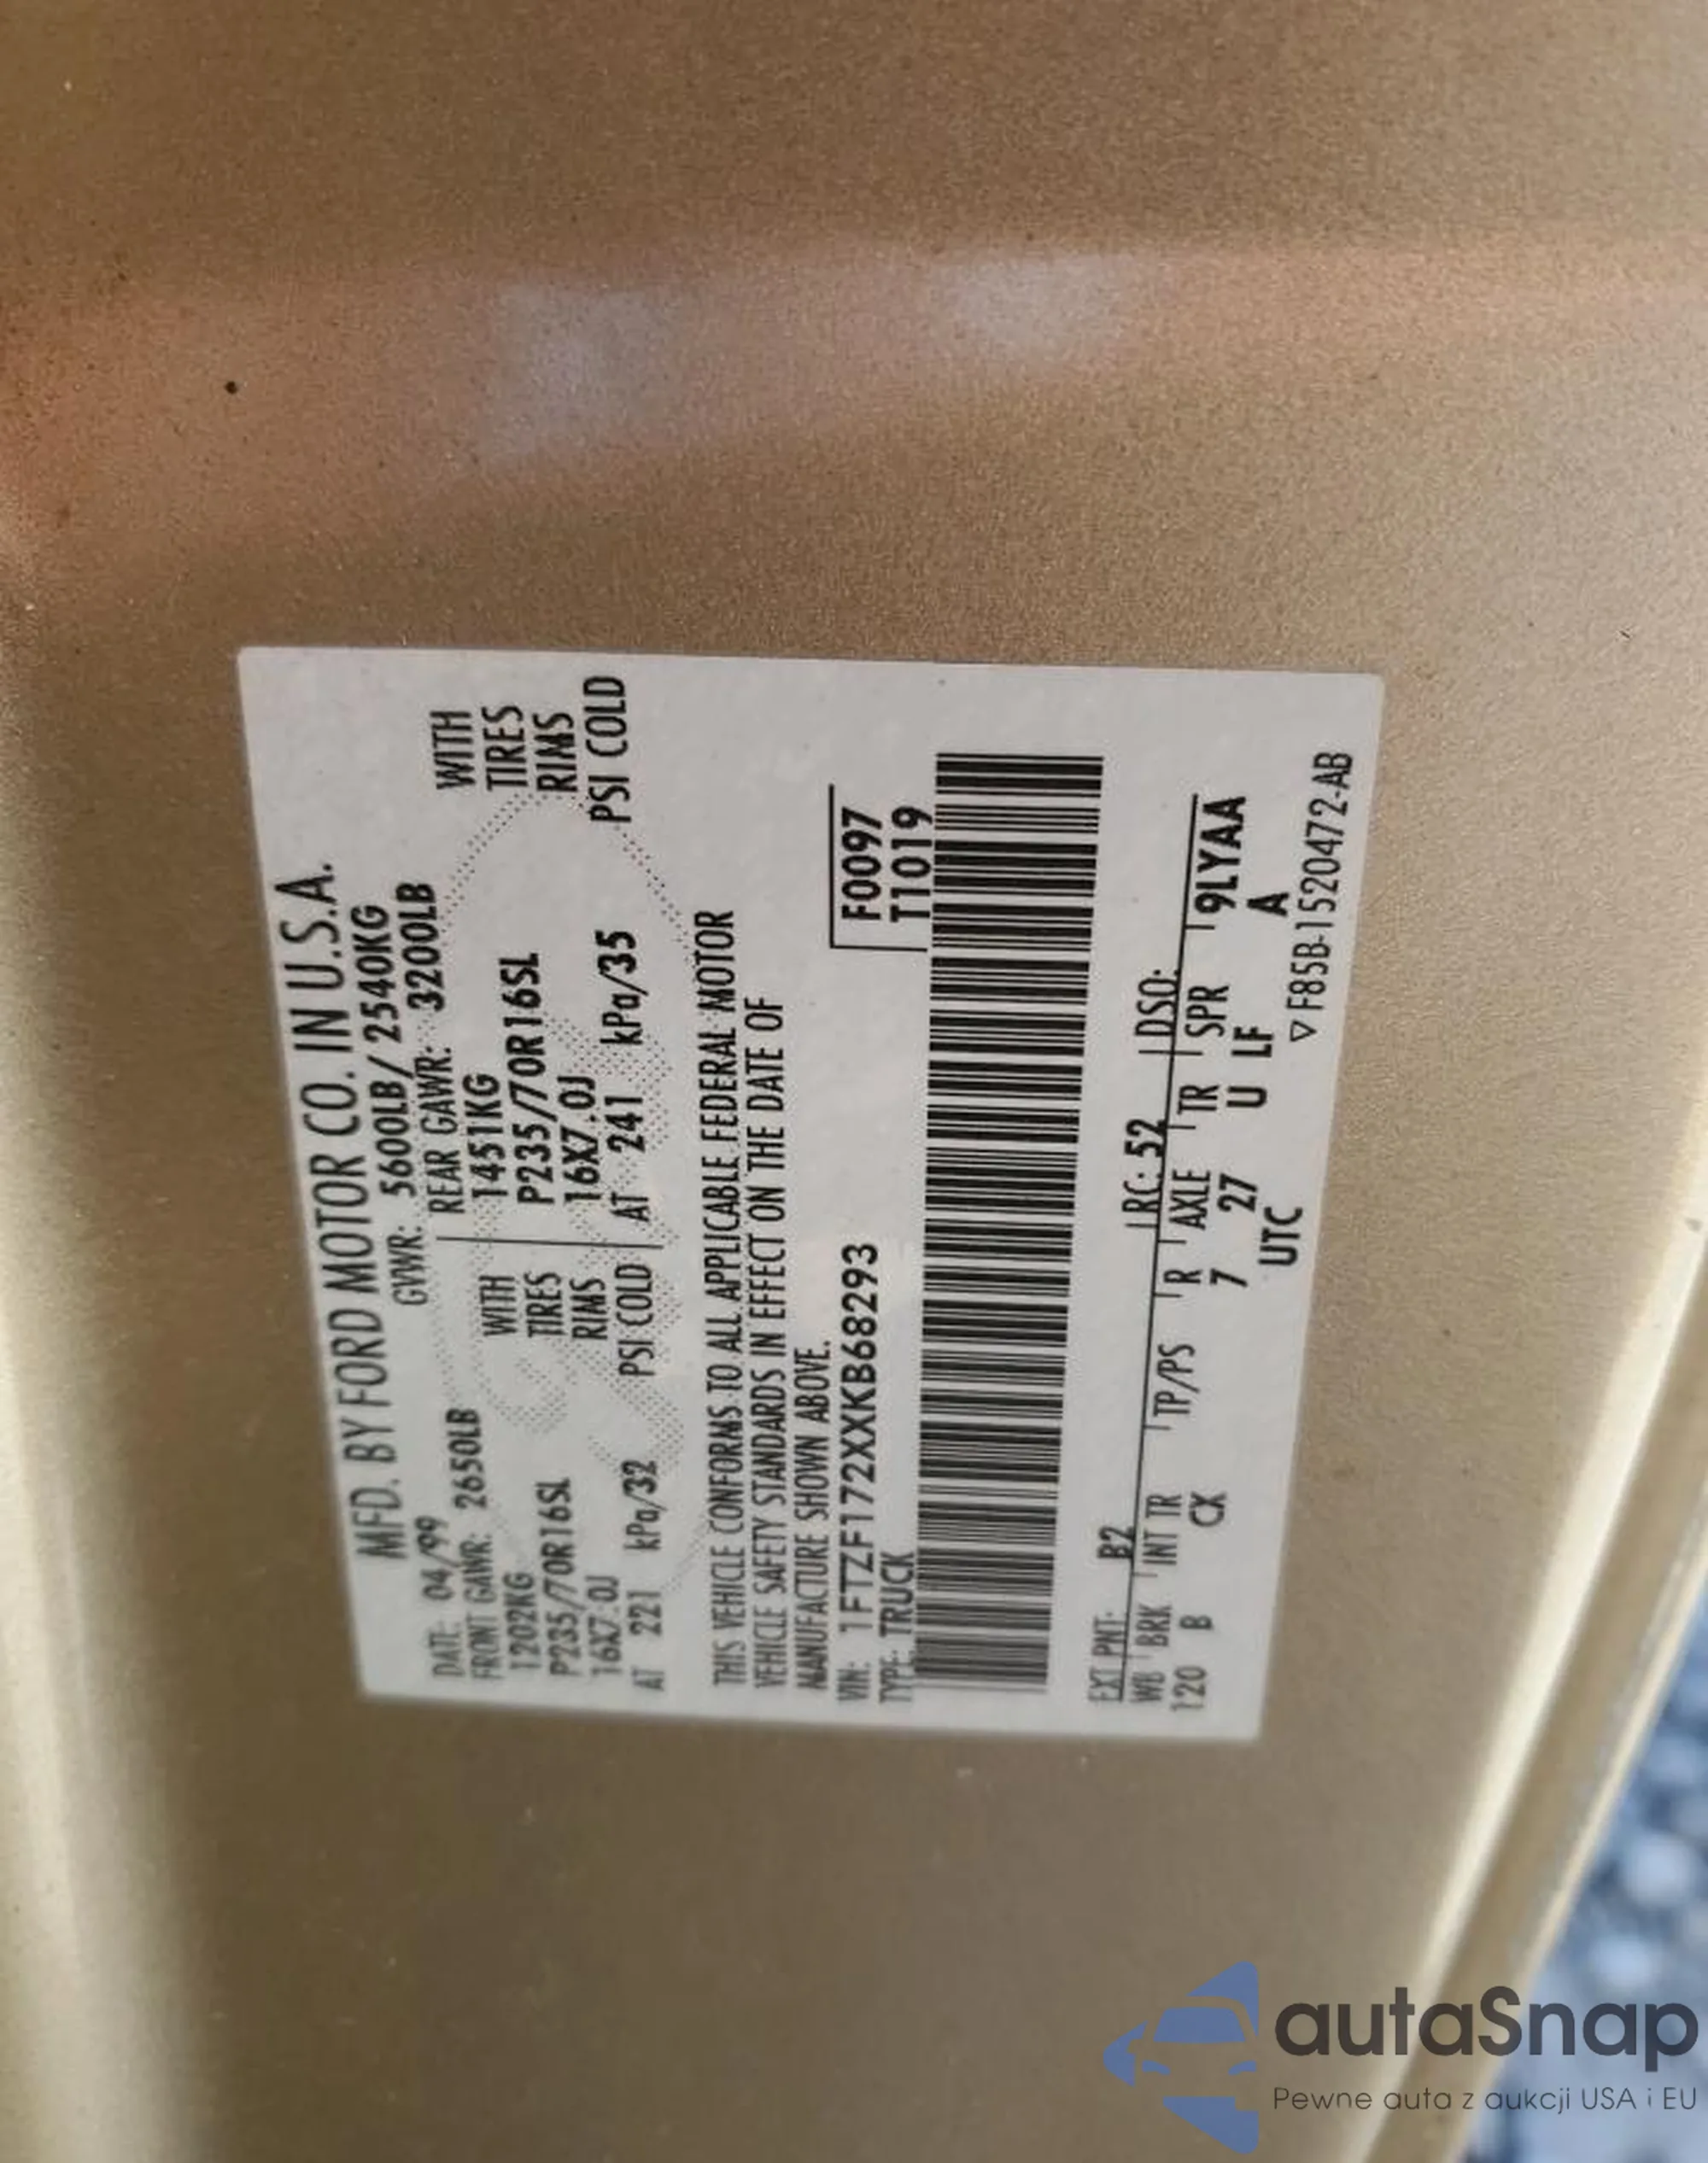 MFD. BY FORD MOTOR CO. IN U.S.A.
DATE: 04/99 GVWR: 5600LB/ 2540KG
FRONT GAWR: 2650LB REAR GAWR: 3200LB
1202KG WITH 1451KG WITH
P235/70R16SL TIRES P235/70R16SL TIRES
16X7.0J RIMS 16X7.0J RIMS
AT 221 kPa/32 PSI COLD AT 241 kPa/35 PSI COLD
THIS VEHICLE CONFORMS TO ALL APPLICABLE FEDERAL MOTOR
VEHICLE SAFETY STANDARDS IN EFFECT ON THE DATE OF
MANUFACTURE SHOWN ABOVE.
VIN: 1FTZF172XXKB68293 F0097
TYPE: TRUCK T1019
EXT PNT: B2 RC: 52 DSO:
WB BRK INT TR TP/PS R AXLE TR SPR 9LYAA
120 B CX 7 27 U LF A
UTC
▽ F85B-1520472-AB
autaSnap
Pewne auta z aukcji USA i EU